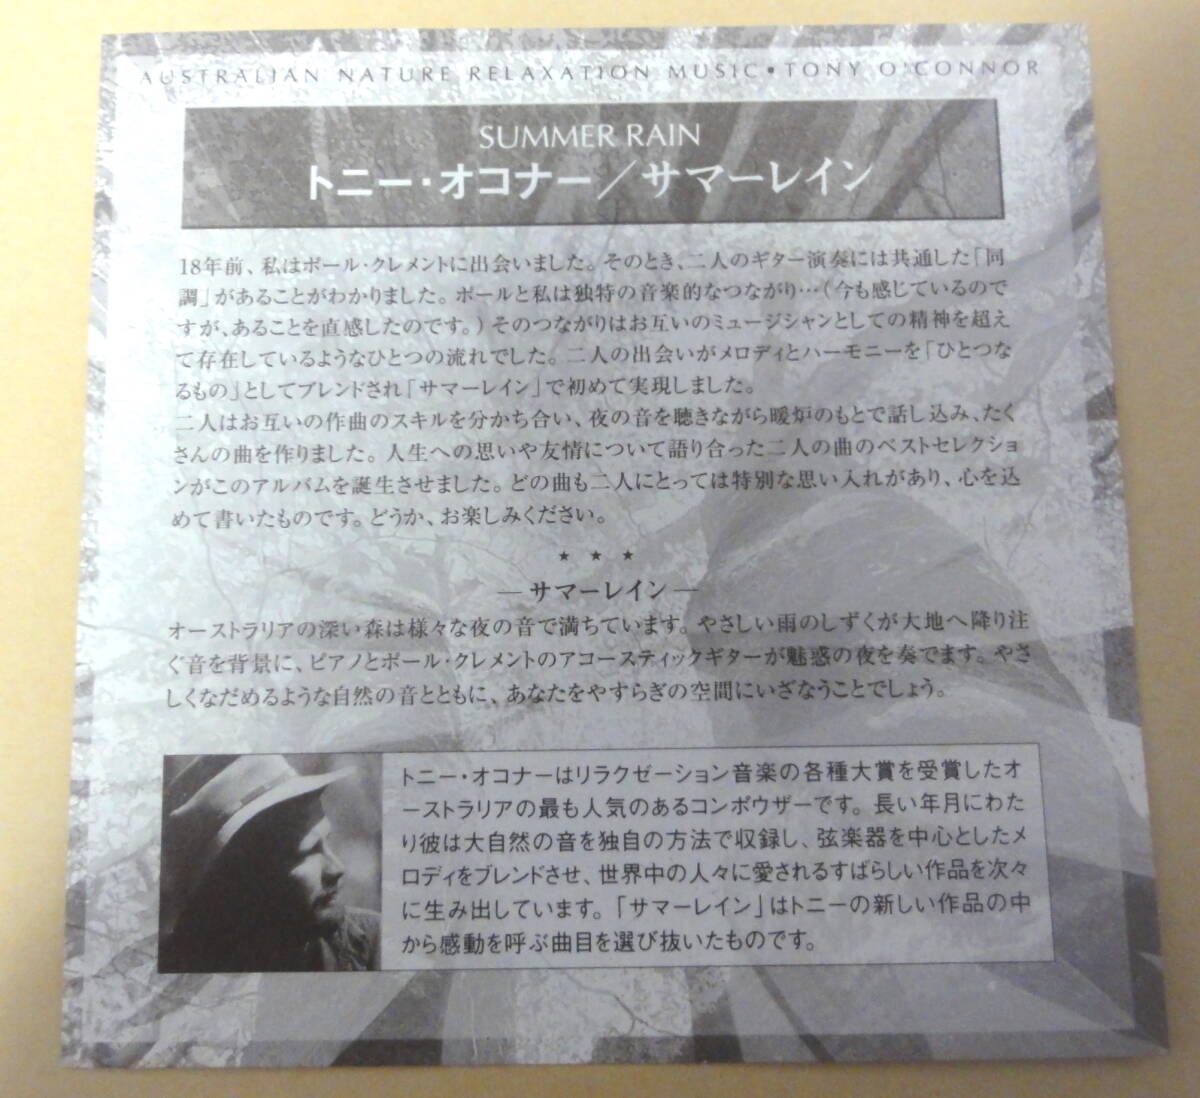 AUSTRALIAN NATURE RELAXATION MUSIC•TONY O'CONNOR
SUMMER RAIN
トニー・オコナー／サマーレイン
18年前、私はポール・クレメントに出会いました。そのとき、二人のギター演奏には共通した「同
調」があることがわかりました。ポールと私は独特の音楽的なつながり…（今も感じているので
すが、あることを直感したのです。）そのつながりはお互いのミュージシャンとしての精神を超え
て存在しているようなひとつの流れでした。二人の出会いがメロディとハーモニーを「ひとつな
るもの」としてブレンドされ「サマーレイン」で初めて実現しました。
二人はお互いの作曲のスキルを分かち合い、夜の音を聴きながら暖炉のもとで話し込み、たく
さんの曲を作りました。人生への思いや友情について語り合った二人の曲のベストセレクショ
ンがこのアルバムを誕生させました。どの曲も二人にとっては特別な思い入れがあり、心を込
めて書いたものです。どうか、お楽しみください。
★ ★ ★
― サマーレイン ―
オーストラリアの深い森は様々な夜の音で満ちています。やさしい雨のしずくが大地へ降り注
ぐ音を背景に、ピアノとポール・クレメントのアコースティックギターが魅惑の夜を奏でます。やさ
しくなだめるような自然の音とともに、あなたをやすらぎの空間にいざなうことでしょう。
トニー・オコナーはリラクゼーション音楽の各種大賞を受賞したオ
ーストラリアの最も人気のあるコンポウザーです。長い年月にわた
り彼は大自然の音を独自の方法で収録し、弦楽器を中心としたメ
ロディをブレンドさせ、世界中の人々に愛されるすばらしい作品を次々
に生み出しています。「サマーレイン」はトニーの新しい作品の中
から感動を呼ぶ曲目を選び抜いたものです。